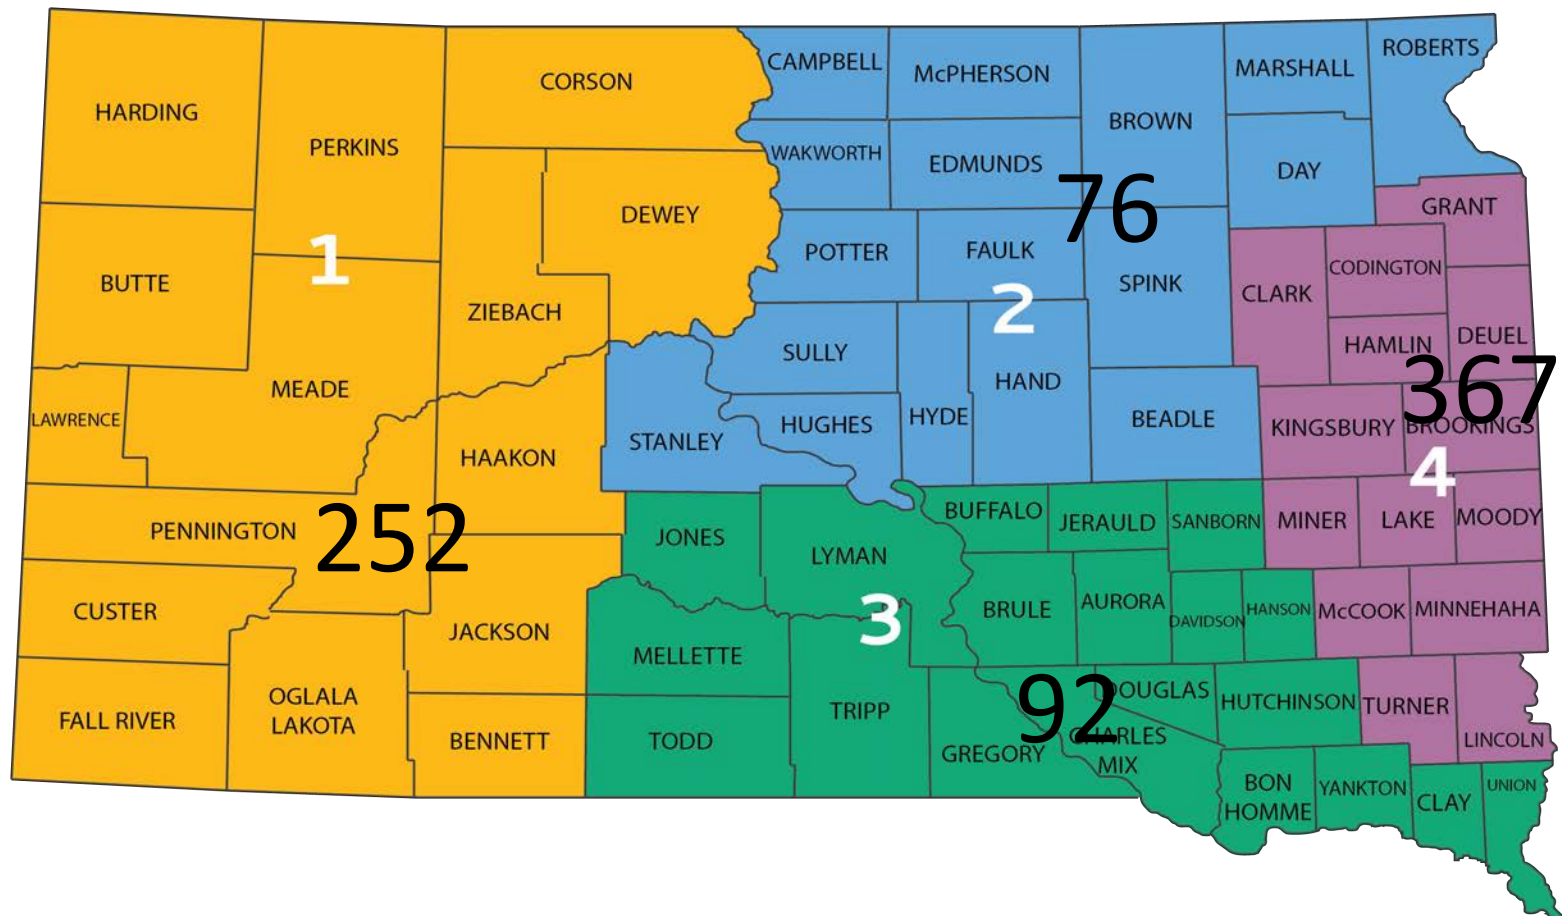 HARDING
PERKINS
CORSON
CAMPBELL
McPHERSON
BROWN
MARSHALL
ROBERTS
WAKWORTH
EDMUNDS
DAY
DEWEY
76
GRANT
BUTTE
1
ZIEBACH
POTTER
FAULK
SPINK
CLARK
CODINGTON
2
SULLY
HAMLIN
DEUEL
MEADE
HAND
367
LAWRENCE
HAAKON
STANLEY
HUGHES
HYDE
BEADLE
KINGSBURY
BROOKINGS
4
PENNINGTON
252
JONES
LYMAN
BUFFALO
JERAULD
SANBORN
MINER
LAKE
MOODY
CUSTER
JACKSON
3
BRULE
AURORA
DAVIDSON
HANSON
McCOOK
MINNEHAHA
MELLETTE
FALL RIVER
OGLALA
LAKOTA
BENNETT
TODD
TRIPP
92
DOUGLAS
HUTCHINSON
TURNER
LINCOLN
GREGORY
CHARLES
MIX
BON
HOMME
YANKTON
CLAY
UNION